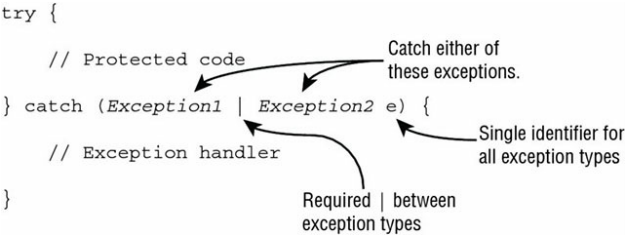 try {
// Protected code
Catch either of
these exceptions.
} catch (Exception1 | Exception2 e) {
Single identifier for
all exception types
// Exception handler
Required | between
exception types
}